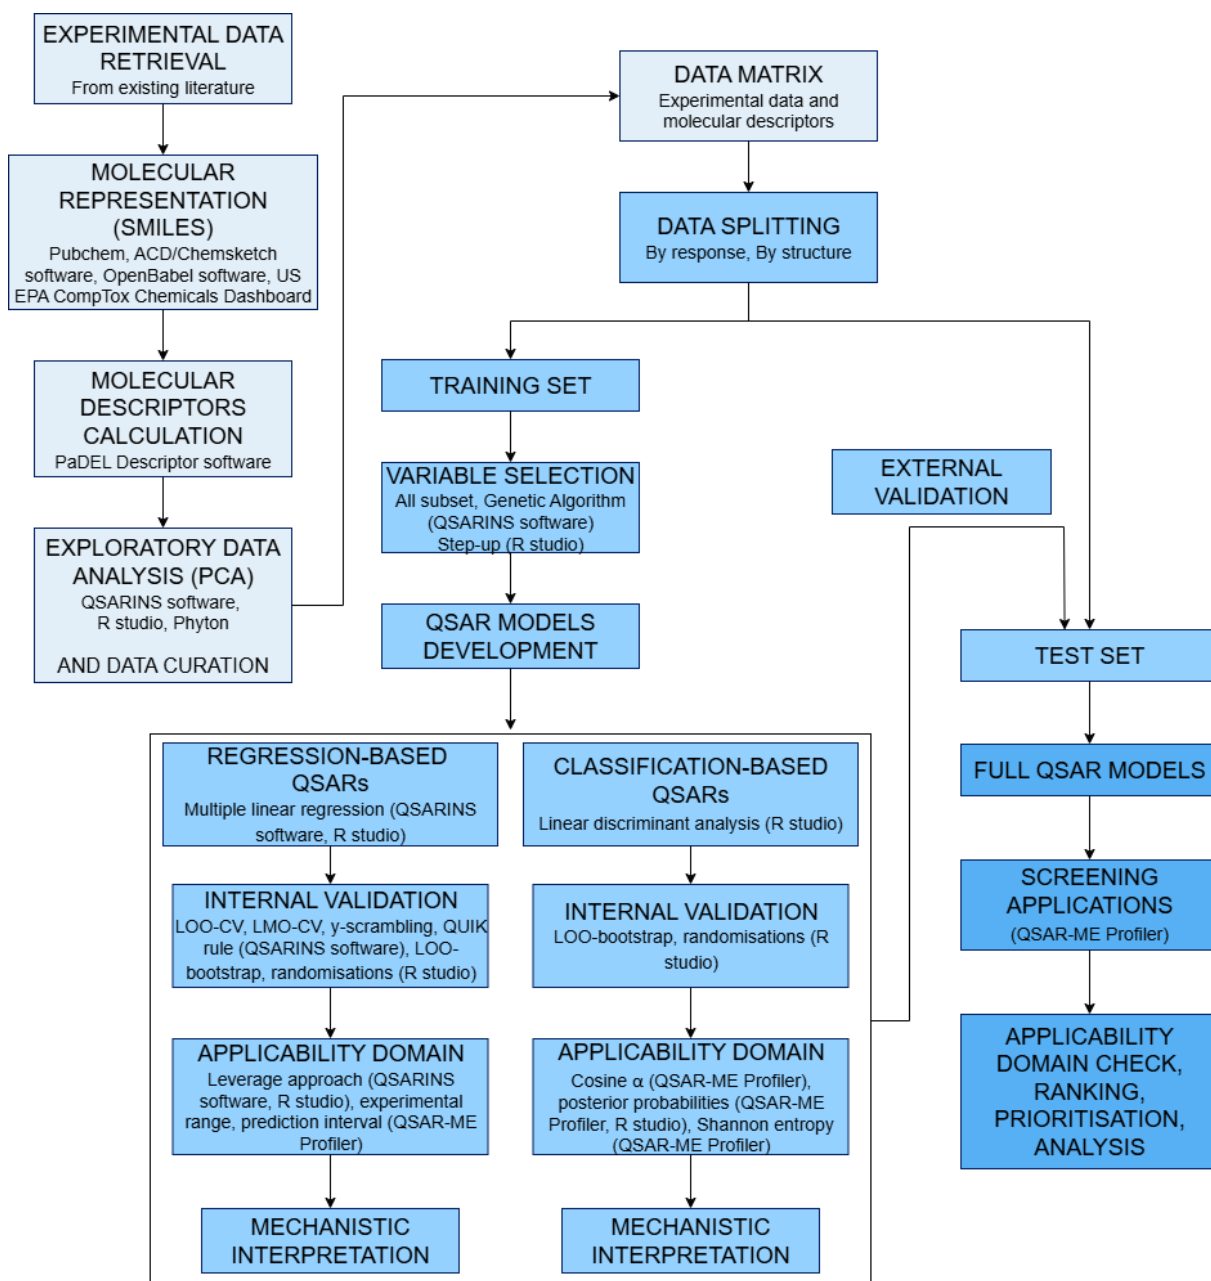 EXPERIMENTAL DATA
RETRIEVAL
From existing literature
MOLECULAR
REPRESENTATION
(SMILES)
Pubchem, ACD/Chemsketch
software, OpenBabel software, US
EPA CompTox Chemicals Dashboard
MOLECULAR
DESCRIPTORS
CALCULATION
PaDEL Descriptor software
EXPLORATORY DATA
ANALYSIS (PCA)
QSARINS software,
R studio, Phyton
AND DATA CURATION
DATA MATRIX
Experimental data and
molecular descriptors
DATA SPLITTING
By response, By structure
TRAINING SET
VARIABLE SELECTION
All subset, Genetic Algorithm
(QSARINS software)
Step-up (R studio)
QSAR MODELS
DEVELOPMENT
REGRESSION-BASED
QSARs
Multiple linear regression (QSARINS
software, R studio)
INTERNAL VALIDATION
LOO-CV, LMO-CV, y-scrambling, QUIK
rule (QSARINS software), LOO-
bootstrap, randomisations (R studio)
APPLICABILITY DOMAIN
Leverage approach (QSARINS
software, R studio), experimental
range, prediction interval (QSAR-ME
Profiler)
MECHANISTIC
INTERPRETATION
CLASSIFICATION-BASED
QSARs
Linear discriminant analysis (R studio)
INTERNAL VALIDATION
LOO-bootstrap, randomisations (R
studio)
APPLICABILITY DOMAIN
Cosine α (QSAR-ME Profiler),
posterior probabilities (QSAR-ME
Profiler, R studio), Shannon entropy
(QSAR-ME Profiler)
MECHANISTIC
INTERPRETATION
EXTERNAL
VALIDATION
TEST SET
FULL QSAR MODELS
SCREENING
APPLICATIONS
(QSAR-ME Profiler)
APPLICABILITY
DOMAIN CHECK,
RANKING,
PRIORITISATION,
ANALYSIS